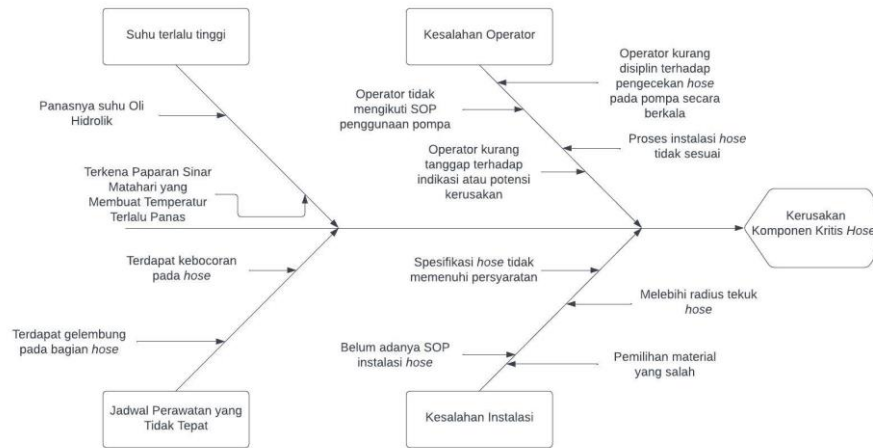 Suhu terlalu tinggi
Kesalahan Operator
Operator kurang
disiplin terhadap
pengecekan hose
pada pompa secara
berkala
Panasnya suhu Oli
Hidrolik
Operator tidak
mengikuti SOP
penggunaan pompa
Proses instalasi hose
tidak sesuai
Operator kurang
tanggap terhadap
indikasi atau potensi
kerusakan
Terkena Paparan Sinar
Matahari yang
Membuat Temperatur
Terlalu Panas
Kerusakan
Komponen Kritis Hose
Terdapat kebocoran
pada hose
Spesifikasi hose tidak
memenuhi persyaratan
Melebihi radius tekuk
hose
Terdapat gelembung
pada bagian hose
Belum adanya SOP
instalasi hose
Pemilihan material
yang salah
Jadwal Perawatan yang
Tidak Tepat
Kesalahan Instalasi